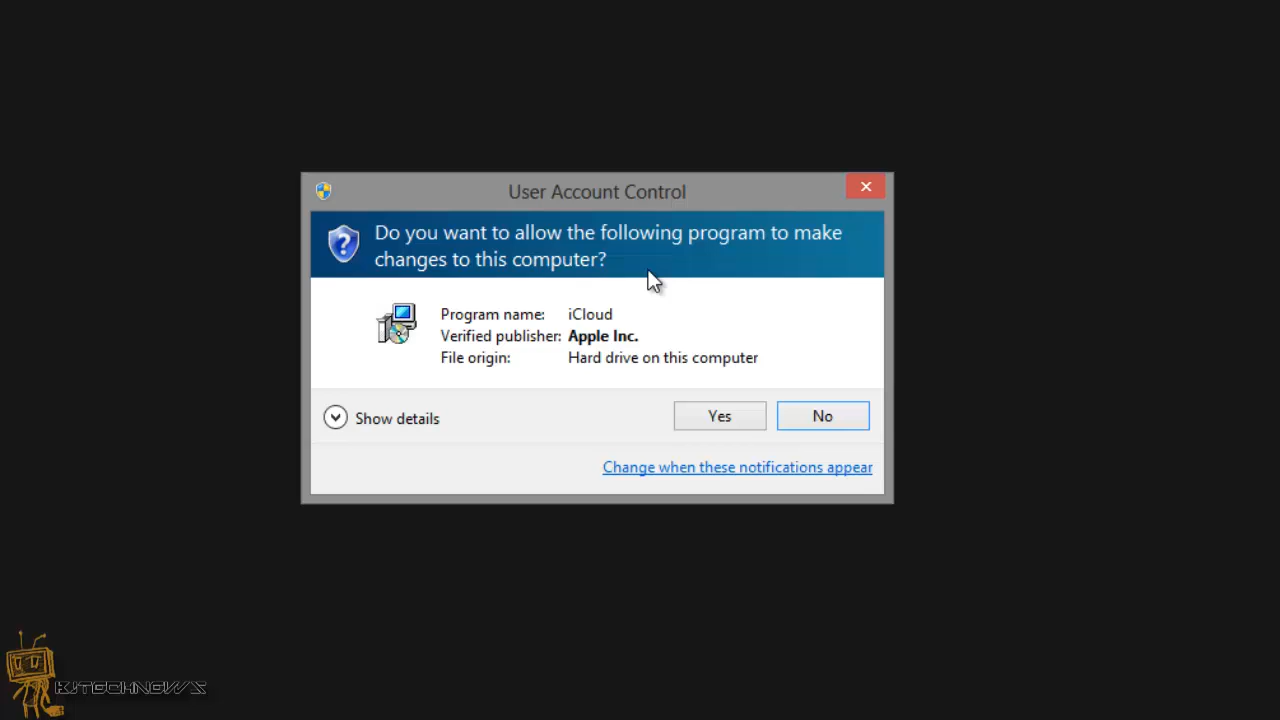 User Account Control
Do you want to allow the following program to make
changes to this computer?
Program name: iCloud
Verified publisher: Apple Inc.
File origin: Hard drive on this computer
Show details
Yes
No
Change when these notifications appear
KJTECHNEWS